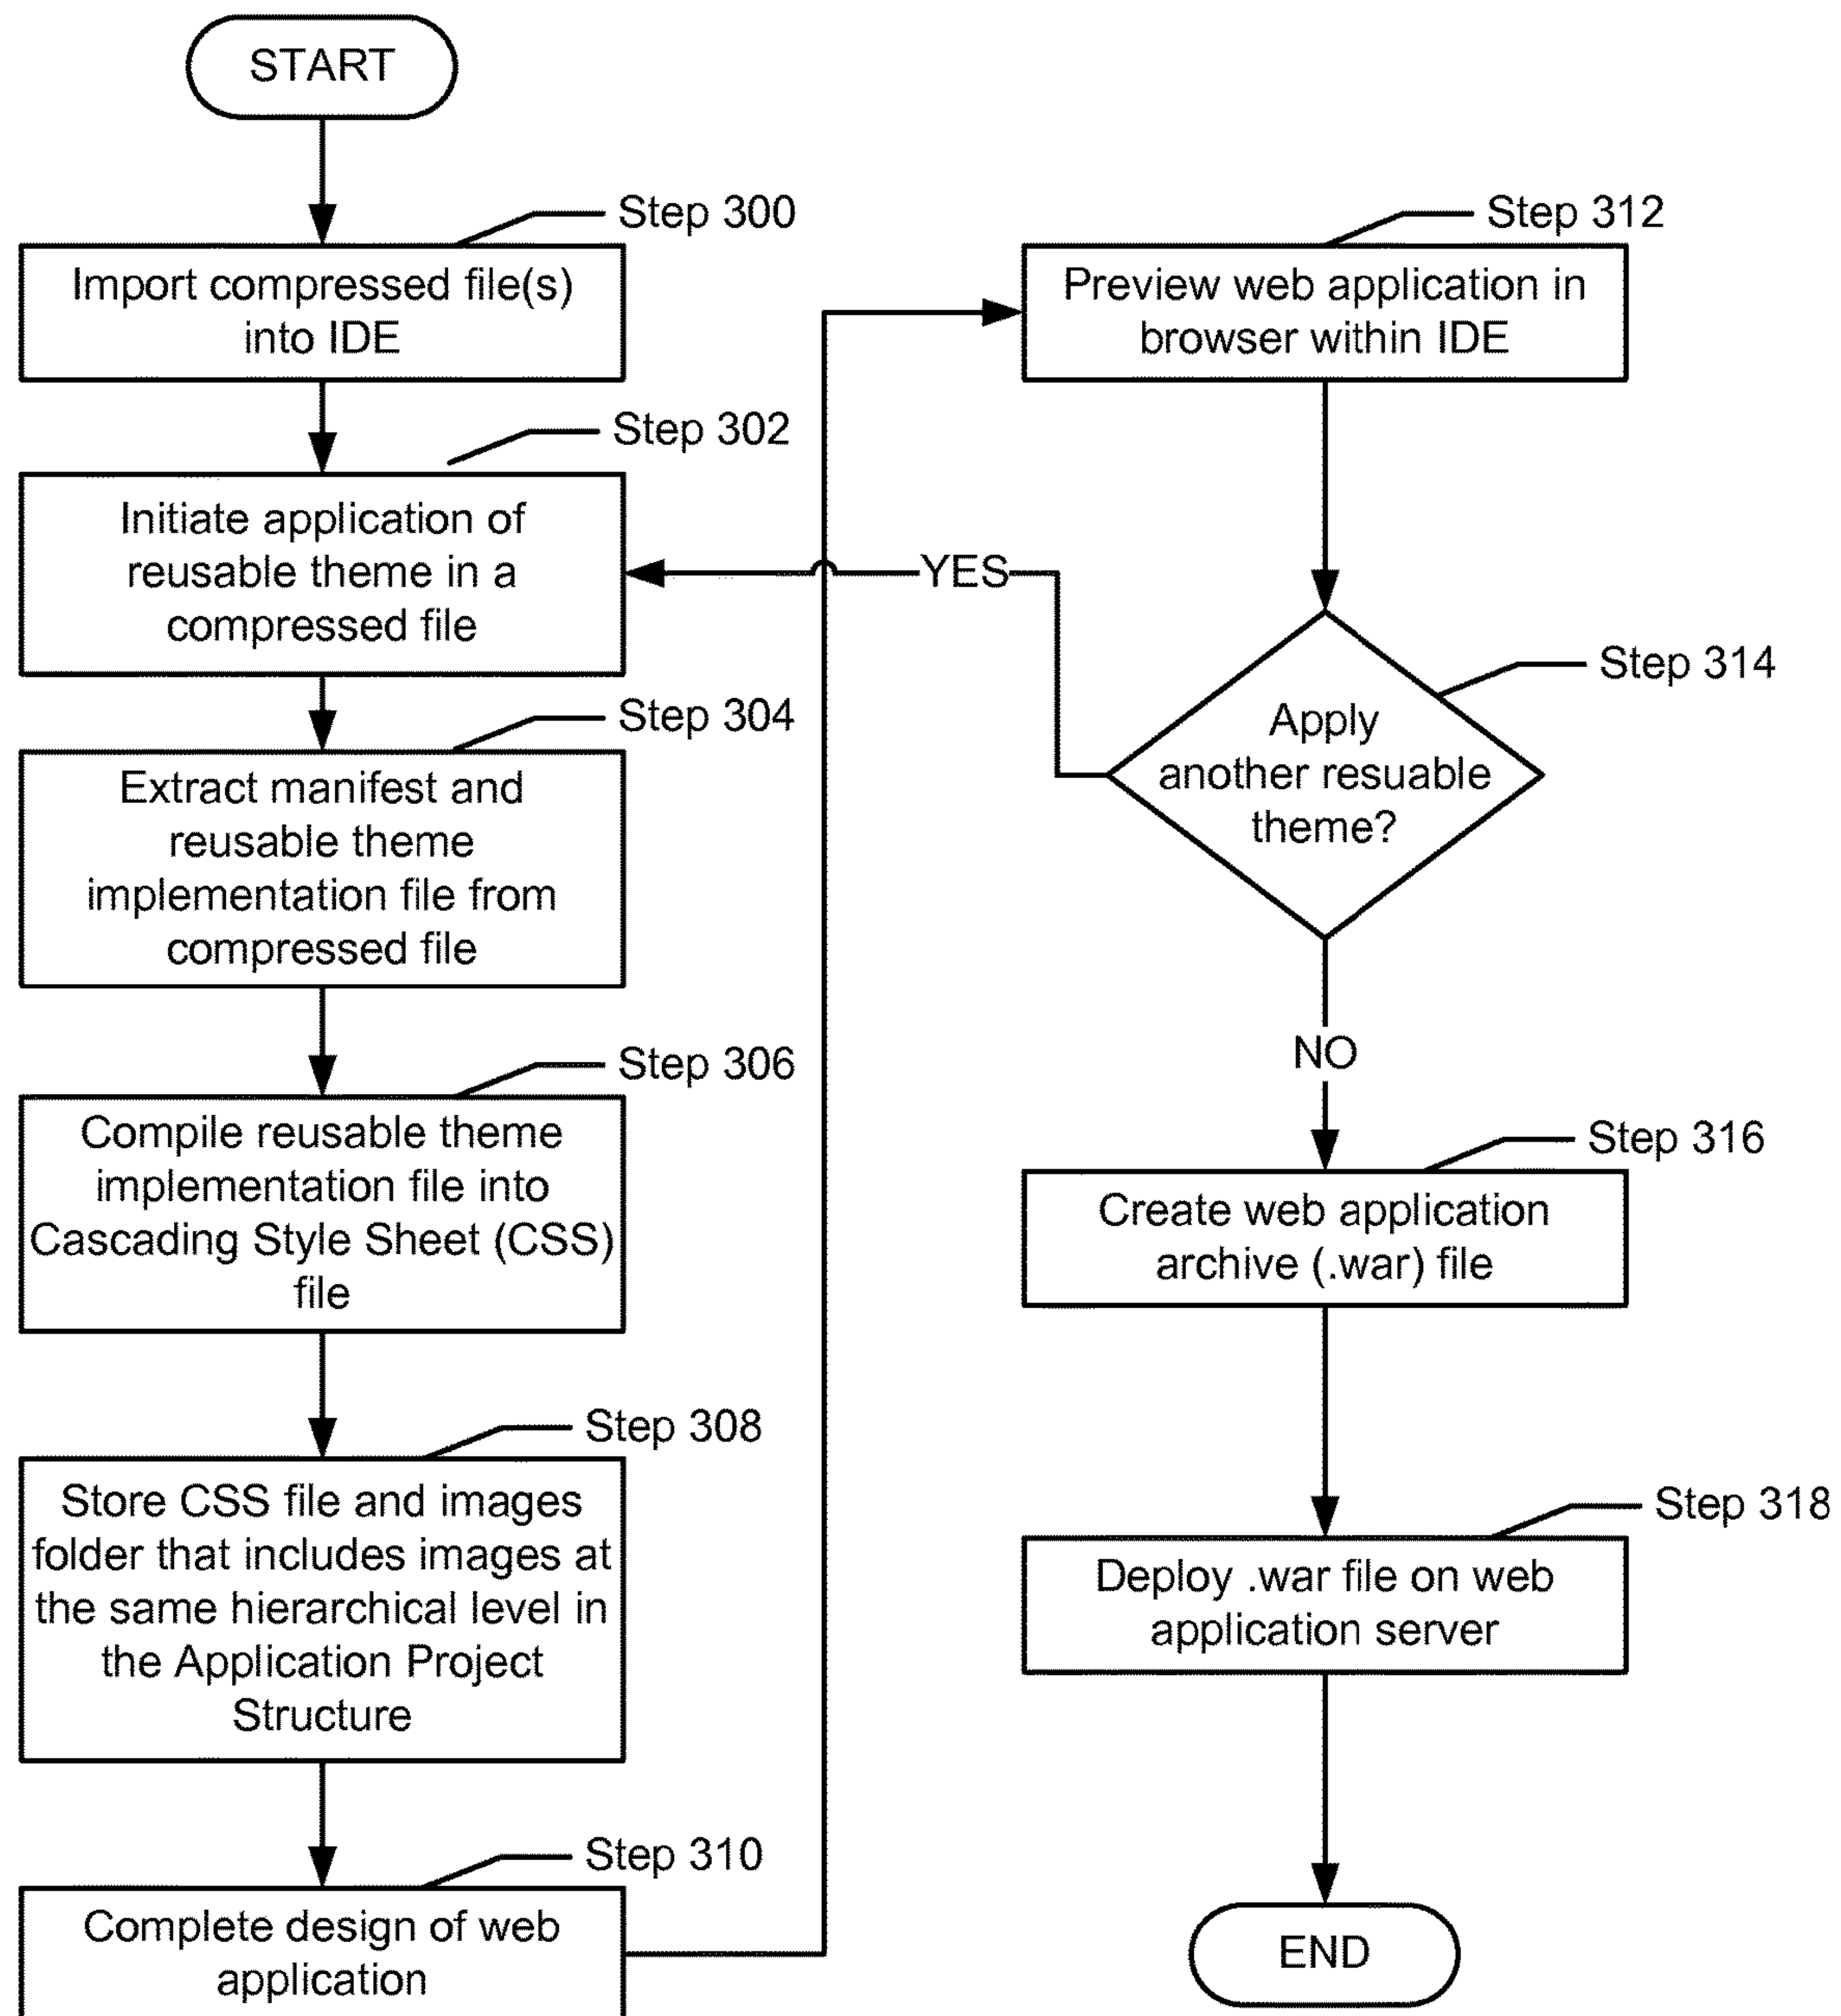 START
Step 300
Import compressed file(s)
into IDE
Step 302
Initiate application of
reusable theme in a
compressed file
Step 304
Extract manifest and
reusable theme
implementation file from
compressed file
Step 306
Compile reusable theme
implementation file into
Cascading Style Sheet (CSS)
file
Step 308
Store CSS file and images
folder that includes images at
the same hierarchical level in
the Application Project
Structure
Step 310
Complete design of web
application
Step 312
Preview web application in
browser within IDE
Step 314
Apply
another resuable
theme?
YES
NO
Step 316
Create web application
archive (.war) file
Step 318
Deploy .war file on web
application server
END